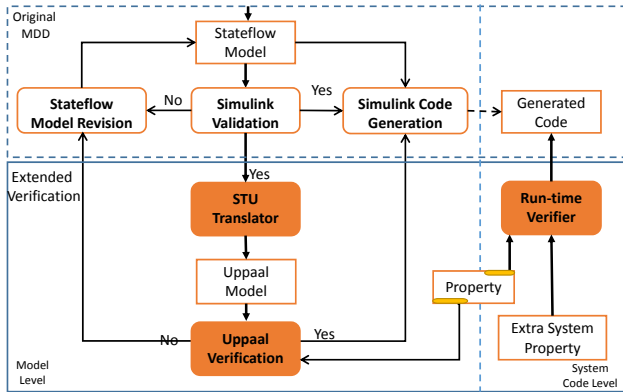 Original
MDD
Stateflow
Model
No
Yes
Stateflow
Model Revision
Simulink
Validation
Simulink Code
Generation
Generated
Code
Extended
Verification
Yes
STU
Translator
Run-time
Verifier
Uppaal
Model
Property
No
Uppaal
Verification
Yes
Extra System
Property
Model
Level
System
Code Level